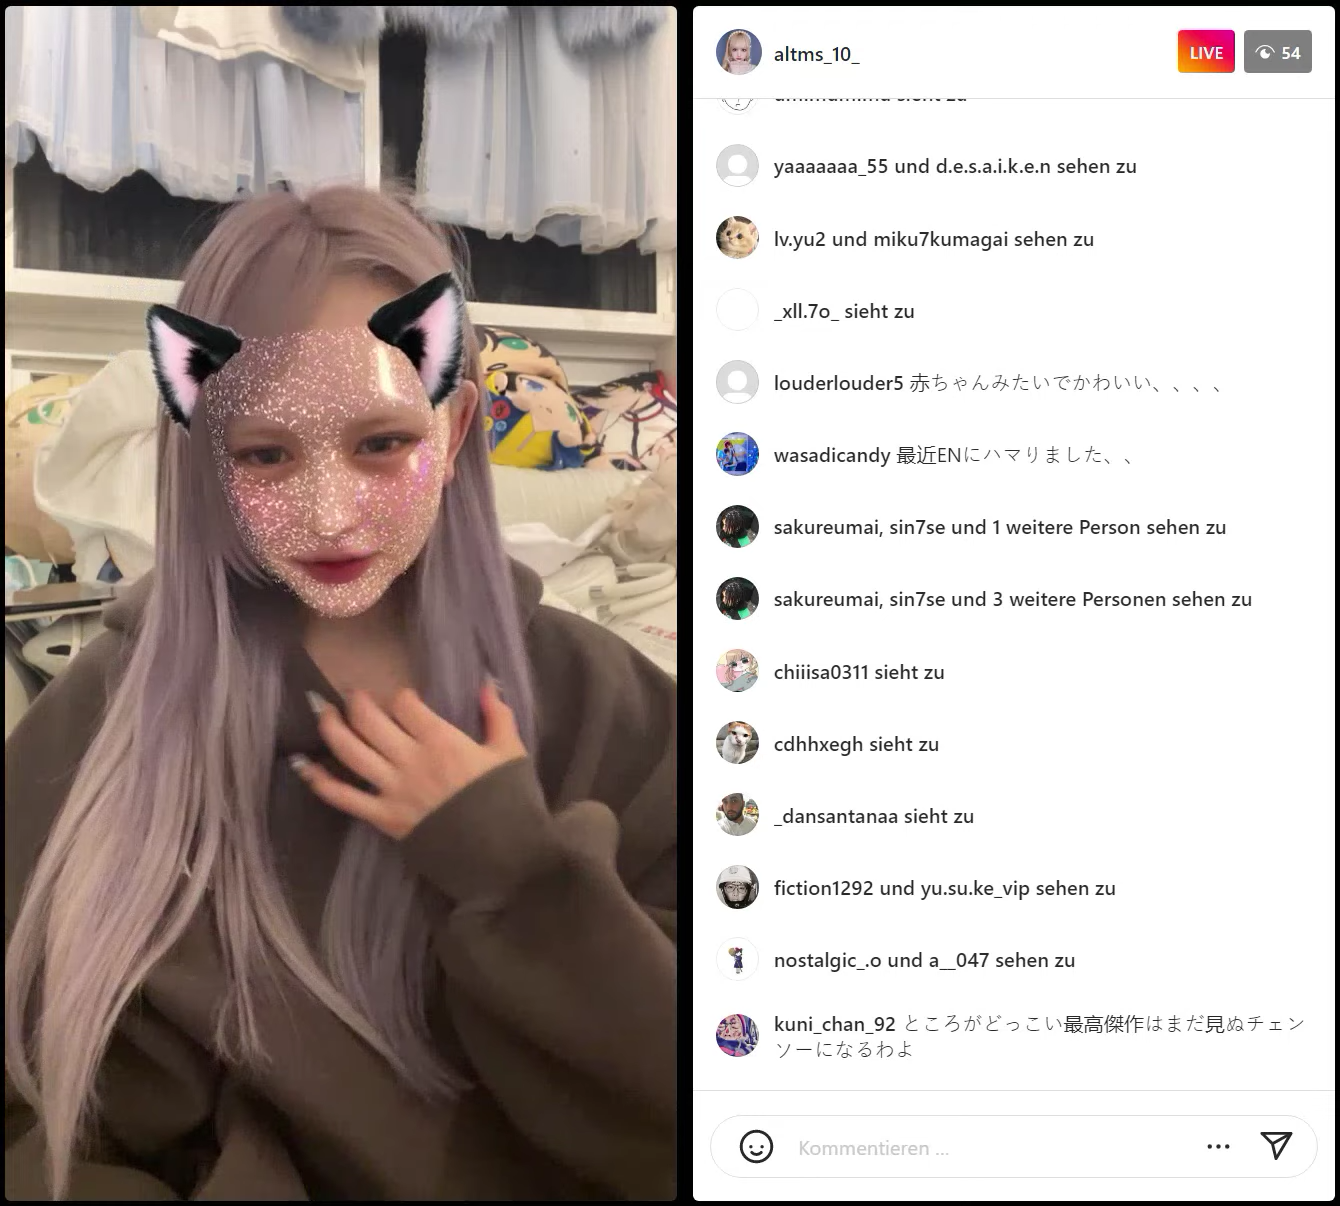 altms_10_
LIVE
54
yaaaaaaa_55 und d.e.s.a.i.k.e.n sehen zu
lv.yu2 und miku7kumagai sehen zu
_xll.7o_ sieht zu
louderlouder5 赤ちゃんみたいでかわいい、、、、
wasadicandy 最近ENにハマりました、、
sakureumai, sin7se und 1 weitere Person sehen zu
sakureumai, sin7se und 3 weitere Personen sehen zu
chiiisa0311 sieht zu
cdhhxegh sieht zu
_dansantanaa sieht zu
fiction1292 und yu.su.ke_vip sehen zu
nostalgic_.o und a__047 sehen zu
kuni_chan_92 ところがどっこい最高傑作はまだ見ぬチェン
ソーになるわよ
Kommentieren ...